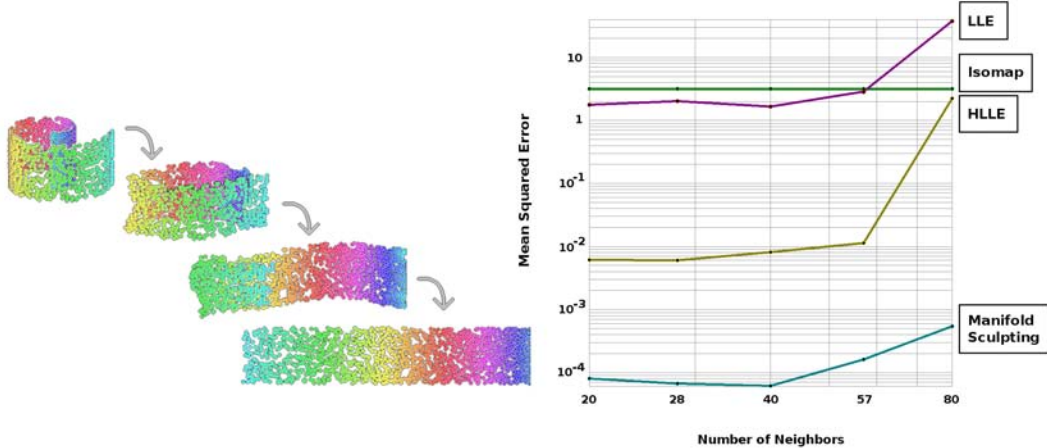 LLE
10
Isomap
HLLE
1
Mean Squared Error
10-1
10-2
10-3
Manifold
Sculpting
10-4
20 28 40 57 80
Number of Neighbors